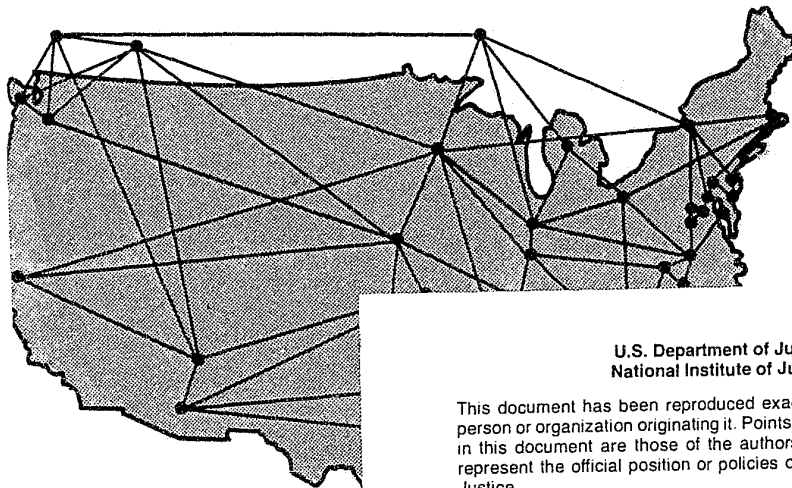 U.S. Department of Ju
National Institute of Ju
This document has been reproduced exa
person or organization originating it. Points
in this document are those of the authors
represent the official position or policies o
Justice.